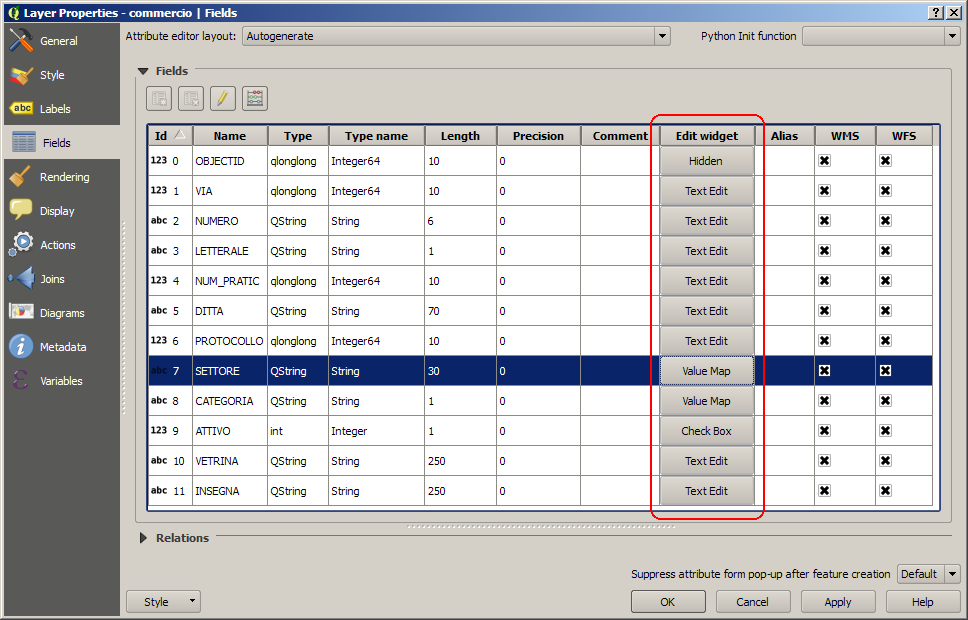 Layer Properties - commercio | Fields
General
Style
Labels
Fields
Rendering
Display
Actions
Joins
Diagrams
Metadata
Variables
Attribute editor layout: Autogenerate Python Init function
Fields
Id Name Type Type name Length Precision Comment Edit widget Alias WMS WFS
123 0 OBJECTID qlonglong Integer64 10 0 Hidden
123 1 VIA qlonglong Integer64 10 0 Text Edit
abc 2 NUMERO QString String 6 0 Text Edit
abc 3 LETTERALE QString String 1 0 Text Edit
123 4 NUM_PRATIC qlonglong Integer64 10 0 Text Edit
abc 5 DITTA QString String 70 0 Text Edit
123 6 PROTOCOLLO qlonglong Integer64 10 0 Text Edit
abc 7 SETTORE QString String 30 0 Value Map
abc 8 CATEGORIA QString String 1 0 Value Map
123 9 ATTIVO int Integer 1 0 Check Box
abc 10 VETRINA QString String 250 0 Text Edit
abc 11 INSEGNA QString String 250 0 Text Edit
Relations
Suppress attribute form pop-up after feature creation Default
Style OK Cancel Apply Help